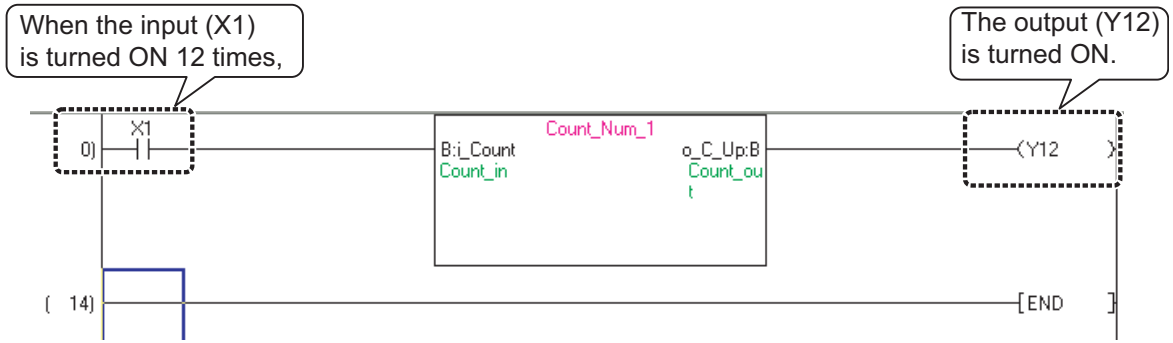 When the input (X1)
is turned ON 12 times,
The output (Y12)
is turned ON.
X1
Count_Num_1
0)
B:i_Count
o_C_Up:B
(Y12 )
Count_in
Count_ou
t
( 14)
[END ]